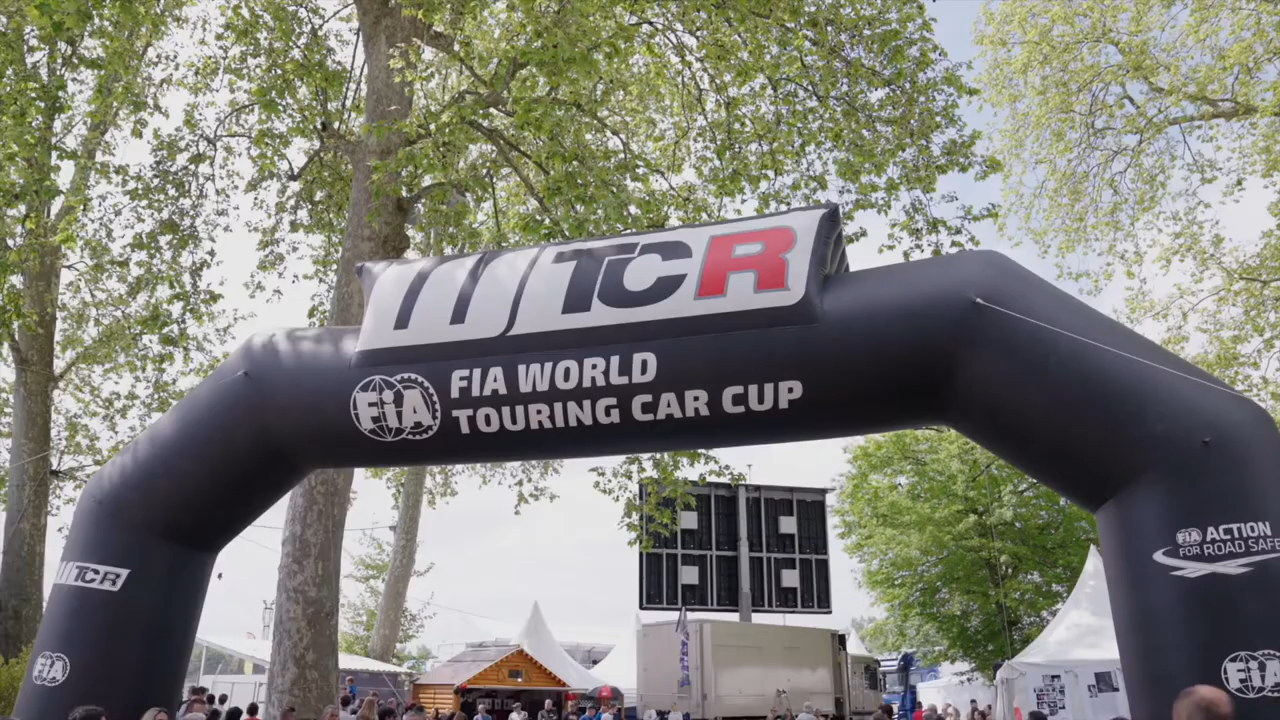 WTCR
FiA
FIA WORLD
TOURING CAR CUP
WTCR
FiA
FIA ACTION
FOR ROAD SAFE
FiA